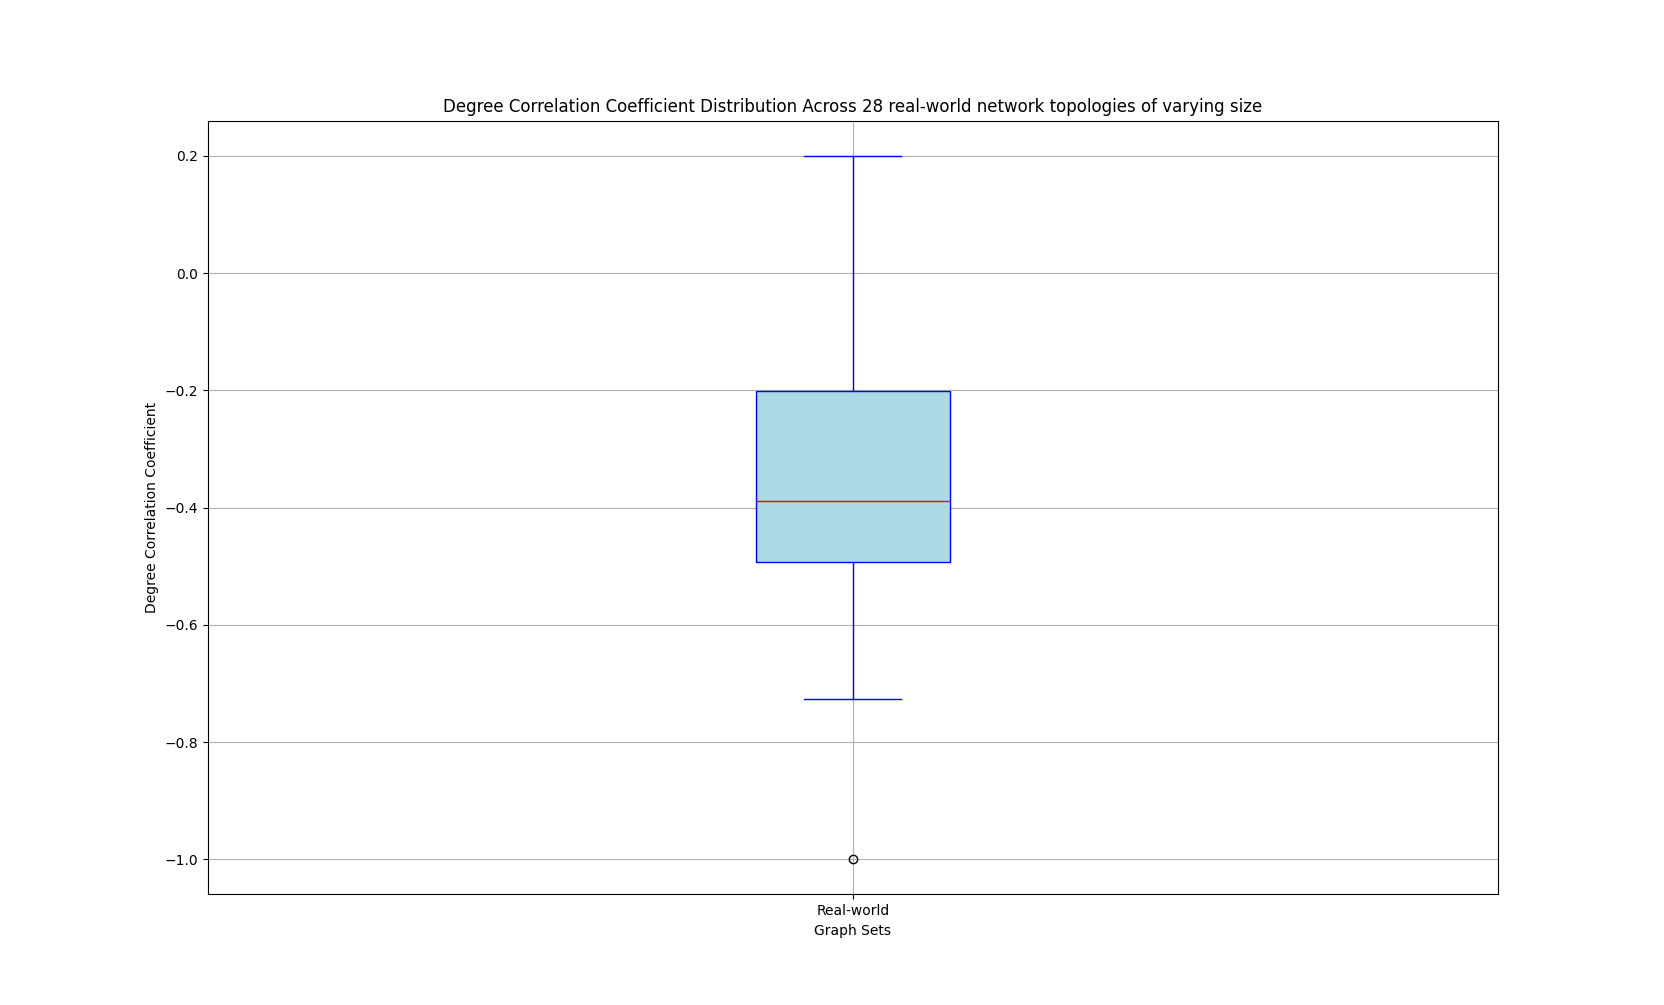 Degree Correlation Coefficient Distribution Across 28 real-world network topologies of varying size
Degree Correlation Coefficient
0.2
0.0
−0.2
−0.4
−0.6
−0.8
−1.0
Real-world
Graph Sets